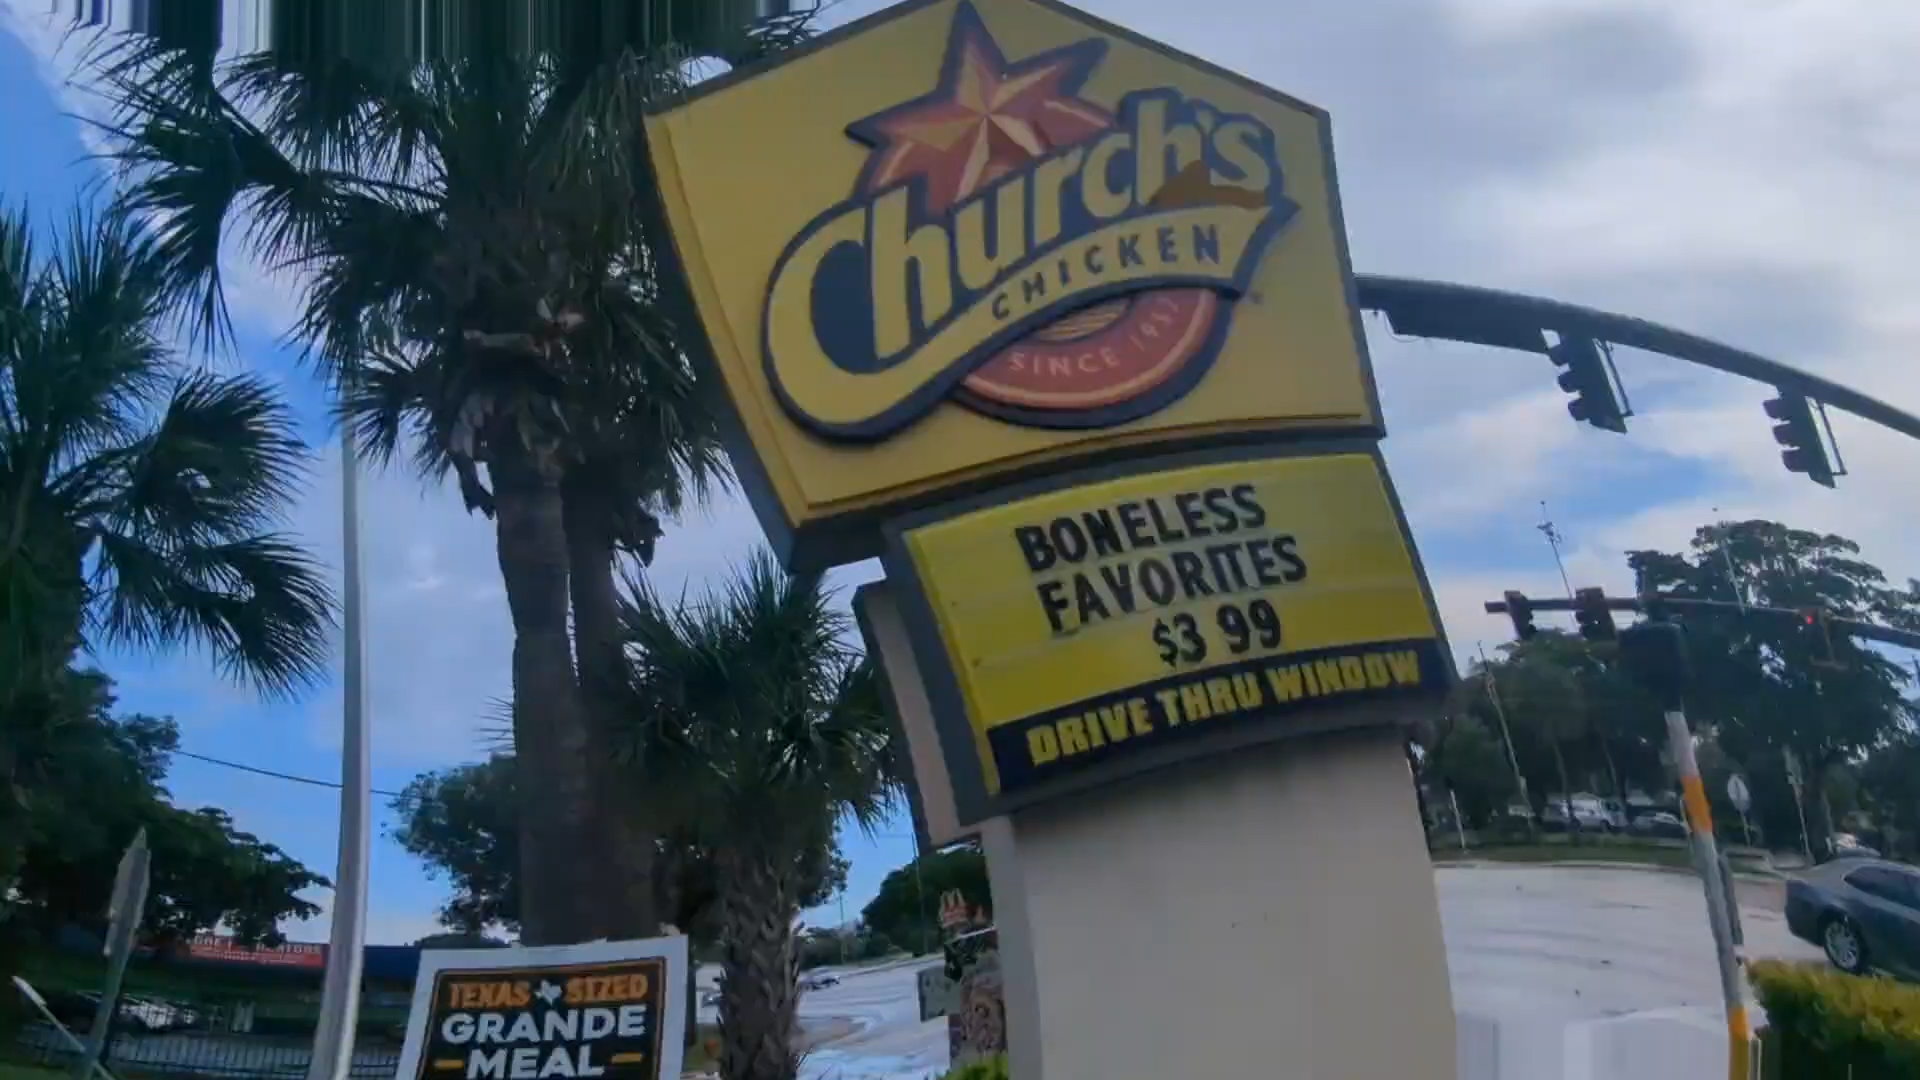 Church's
CHICKEN
SINCE 1952
BONELESS
FAVORITES
$3 99
DRIVE THRU WINDOW
TEXAS SIZED
GRANDE
MEAL